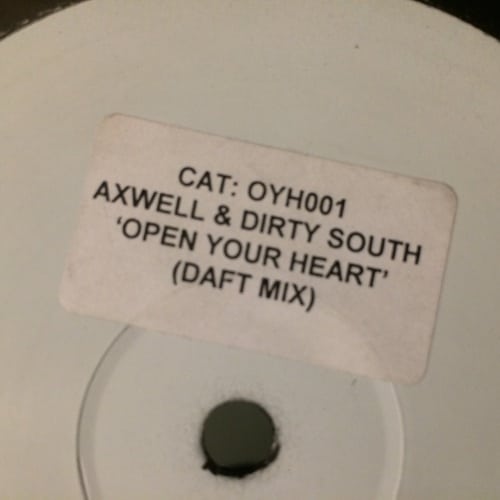 CAT: OYH001
AXWELL & DIRTY SOUTH
'OPEN YOUR HEART'
(DAFT MIX)